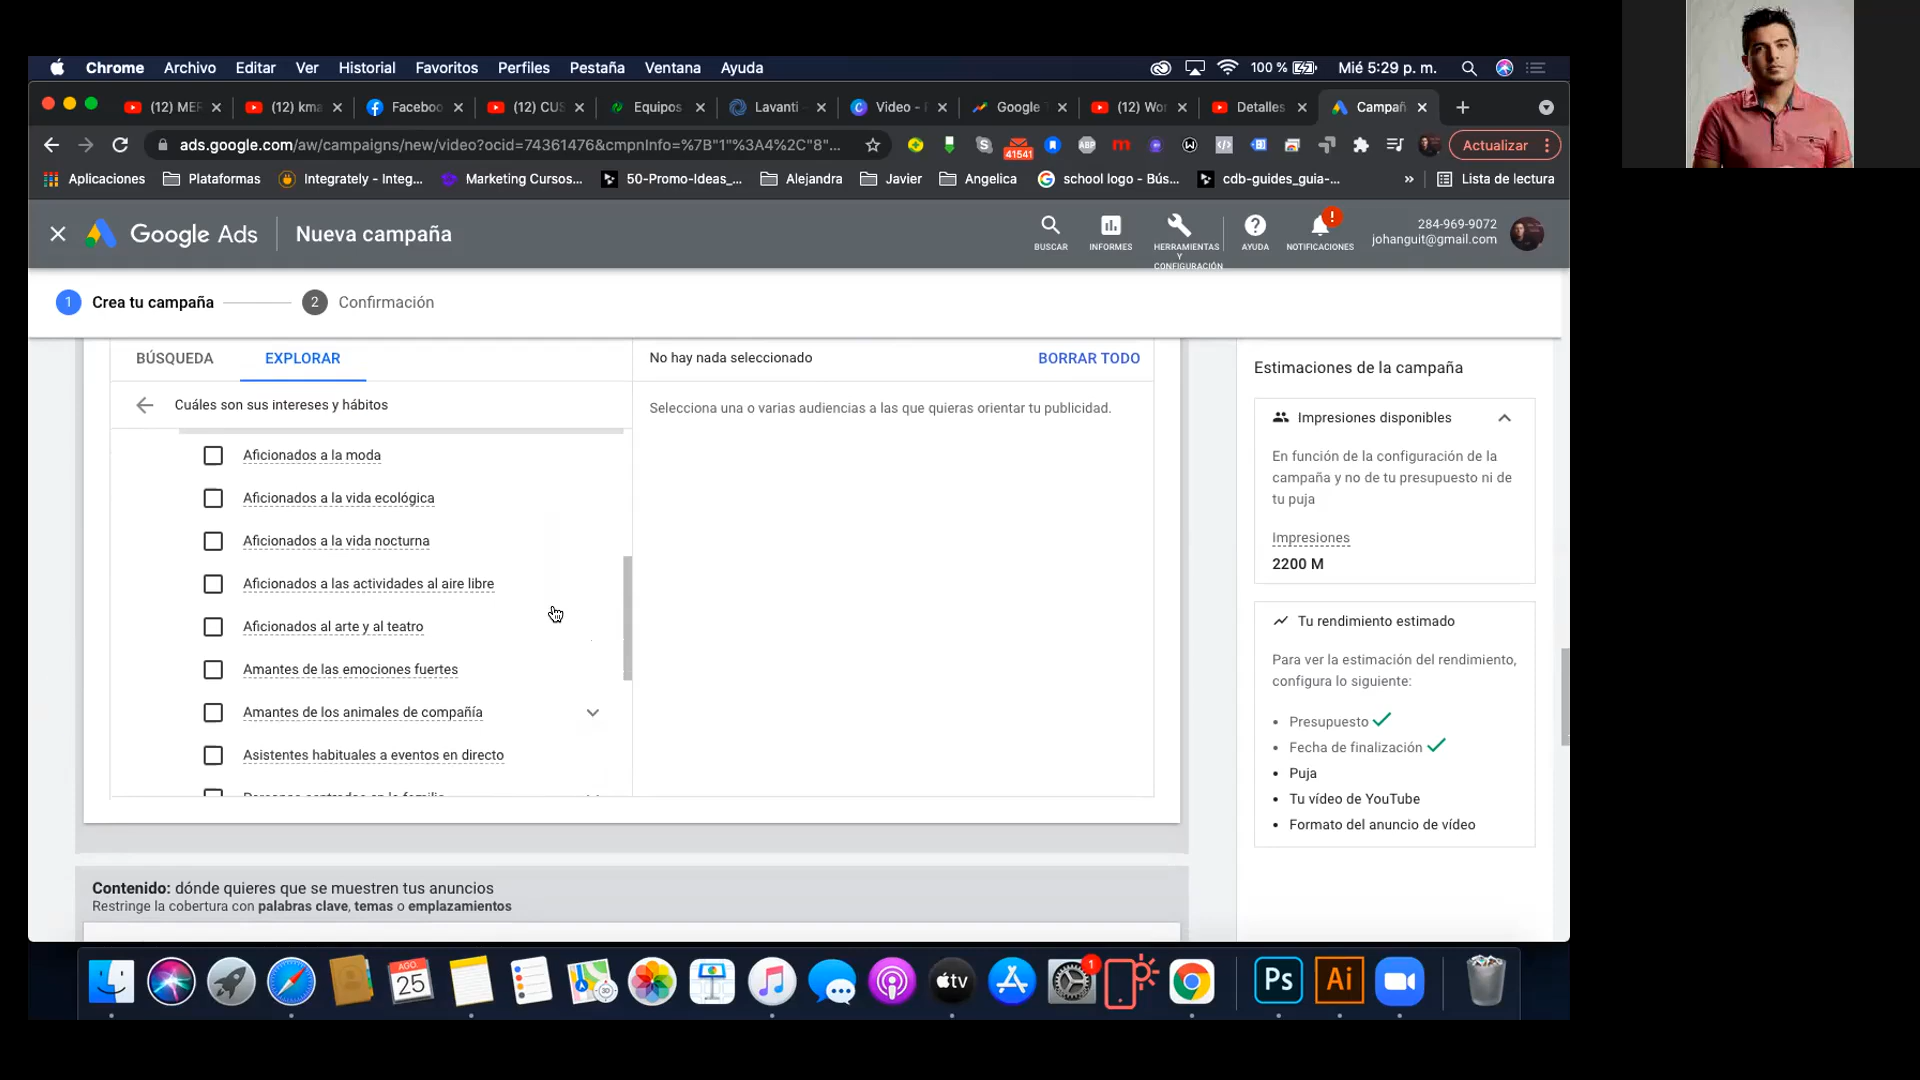 Chrome Archivo Editar Ver Historial Favoritos Perfiles Pestaña Ventana Ayuda 100 % Mié 5:29 p. m.
(12) MEF (12) kma Faceboo (12) CUS Equipos Lavanti - Video - F Google T (12) Wor Detalles Campañ
ads.google.com/aw/campaigns/new/video?ocid=74361476&cmpnInfo=%7B"1"%3A4%2C"8"... 41541 ABP Actualizar
Aplicaciones Plataformas Integrately - Integ... Marketing Cursos... 50-Promo-Ideas_... Alejandra Javier Angelica school logo - Bús... cdb-guides_guia-... » Lista de lectura
Google Ads Nueva campaña
BUSCAR INFORMES HERRAMIENTAS Y CONFIGURACIÓN AYUDA NOTIFICACIONES
284-969-9072
johanguit@gmail.com
1 Crea tu campaña 2 Confirmación
BÚSQUEDA EXPLORAR
Cuáles son sus intereses y hábitos
Aficionados a la moda
Aficionados a la vida ecológica
Aficionados a la vida nocturna
Aficionados a las actividades al aire libre
Aficionados al arte y al teatro
Amantes de las emociones fuertes
Amantes de los animales de compañía
Asistentes habituales a eventos en directo
No hay nada seleccionado BORRAR TODO
Selecciona una o varias audiencias a las que quieras orientar tu publicidad.
Estimaciones de la campaña
Impresiones disponibles
En función de la configuración de la
campaña y no de tu presupuesto ni de
tu puja
Impresiones
2200 M
Tu rendimiento estimado
Para ver la estimación del rendimiento,
configura lo siguiente:
• Presupuesto
• Fecha de finalización
• Puja
• Tu vídeo de YouTube
• Formato del anuncio de vídeo
Contenido: dónde quieres que se muestren tus anuncios
Restringe la cobertura con palabras clave, temas o emplazamientos
AGO
25
tv
1
Ps
Ai